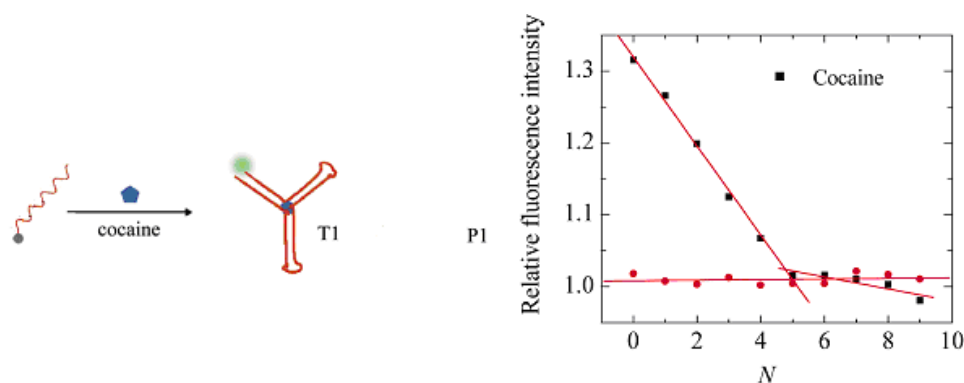 cocaine
T1
P1
Relative fluorescence intensity
1.3
1.2
1.1
1.0
Cocaine
0 2 4 6 8 10
N